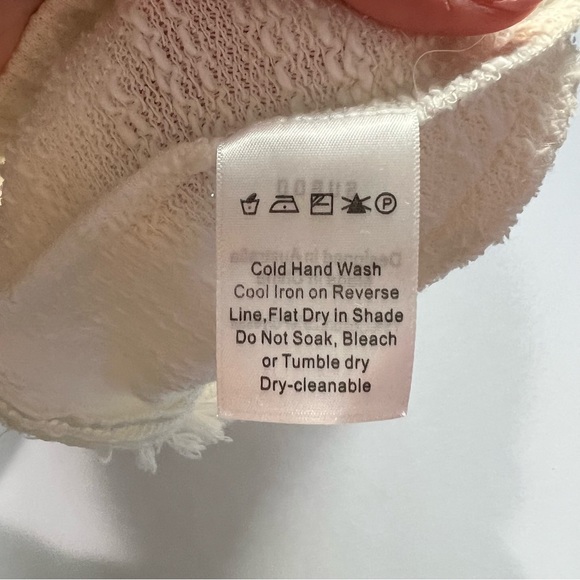 P
Cold Hand Wash
Cool Iron on Reverse
Line,Flat Dry in Shade
Do Not Soak, Bleach
or Tumble dry
Dry-cleanable